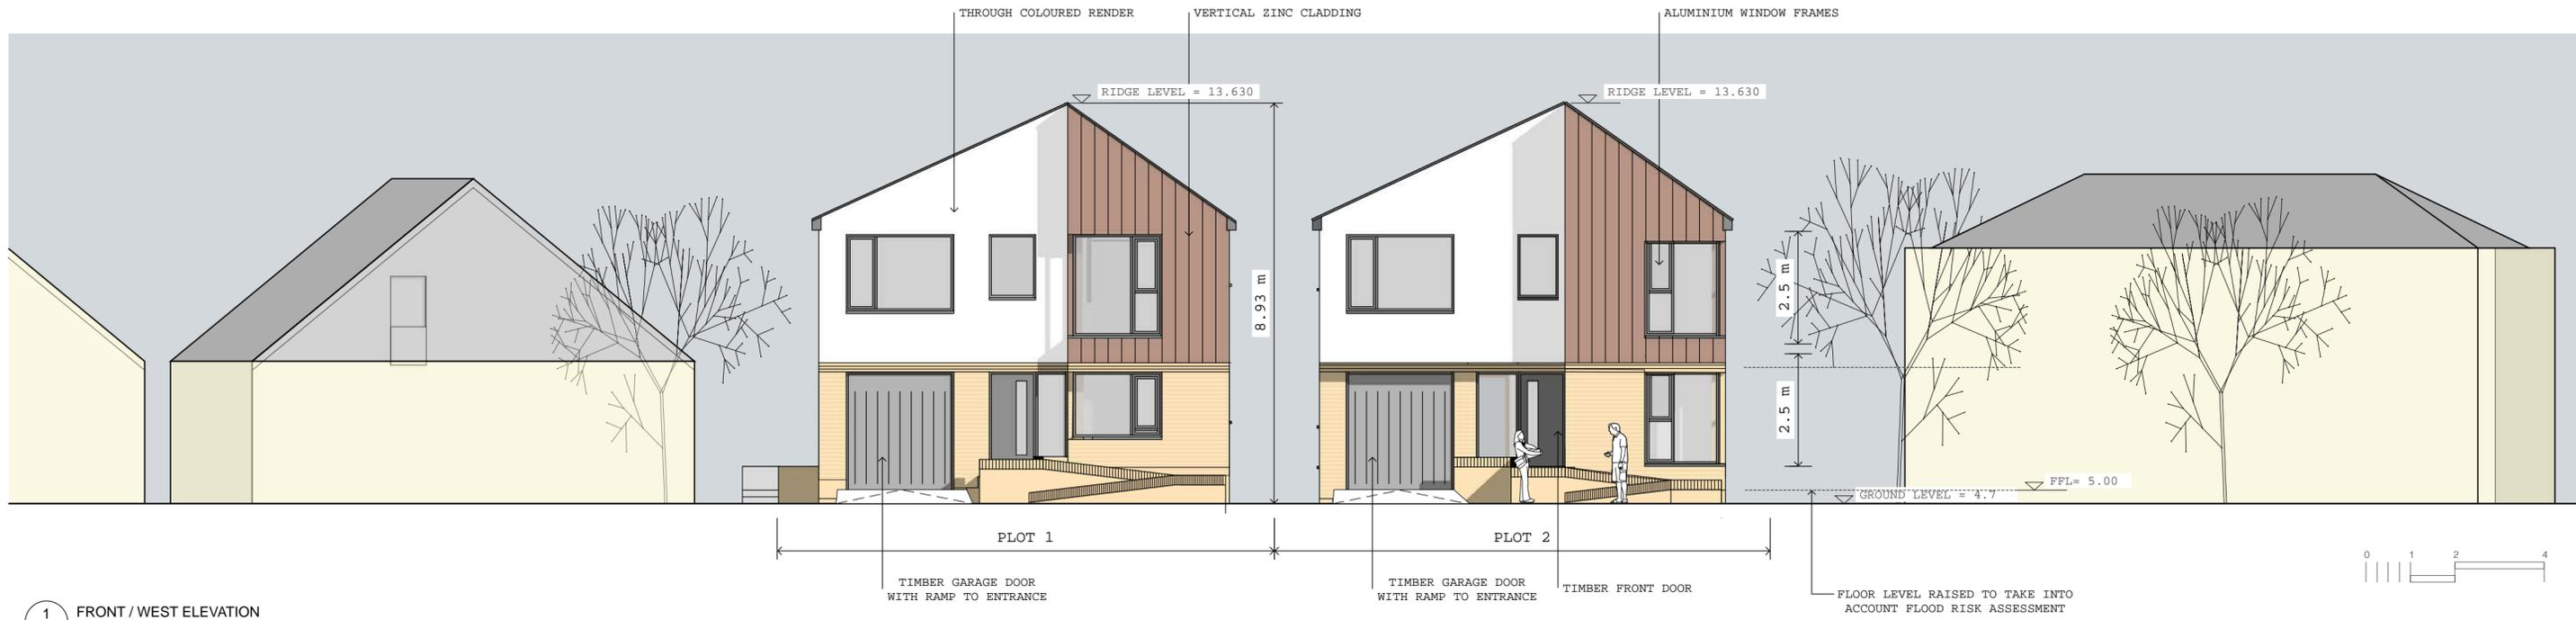 THROUGH COLOURED RENDER
VERTICAL ZINC CLADDING
ALUMINIUM WINDOW FRAMES
RIDGE LEVEL = 13.630
RIDGE LEVEL = 13.630
8.93 m
2.5 m
2.5 m
FFL= 5.00
GROUND LEVEL = 4.7
PLOT 1
PLOT 2
0 1 2 4
TIMBER GARAGE DOOR
WITH RAMP TO ENTRANCE
TIMBER GARAGE DOOR
WITH RAMP TO ENTRANCE
TIMBER FRONT DOOR
FLOOR LEVEL RAISED TO TAKE INTO
ACCOUNT FLOOD RISK ASSESSMENT
1 FRONT / WEST ELEVATION